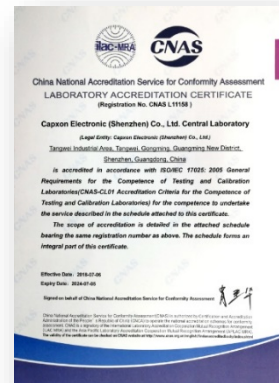 ilac-MRA
CNAS
China National Accreditation Service for Conformity Assessment
LABORATORY ACCREDITATION CERTIFICATE
(Registration No. CNAS L11158 )
Capxon Electronic (Shenzhen) Co., Ltd. Central Laboratory
(Legal Entity: Capxon Electronic (Shenzhen) Co., Ltd.)
Tangwei Industrial Area, Tangwei, Gongming, Guangming New District,
Shenzhen, Guangdong, China
is accredited in accordance with ISO/IEC 17025: 2005 General
Requirements for the Competence of Testing and Calibration
Laboratories(CNAS-CL01 Accreditation Criteria for the Competence of
Testing and Calibration Laboratories) for the competence to undertake
the service described in the schedule attached to this certificate.
The scope of accreditation is detailed in the attached schedule
bearing the same registration number as above. The schedule forms an
integral part of this certificate.
Effective Date: 2018-07-06
Expiry Date: 2024-07-05
Signed on behalf of China National Accreditation Service for Conformity Assessment